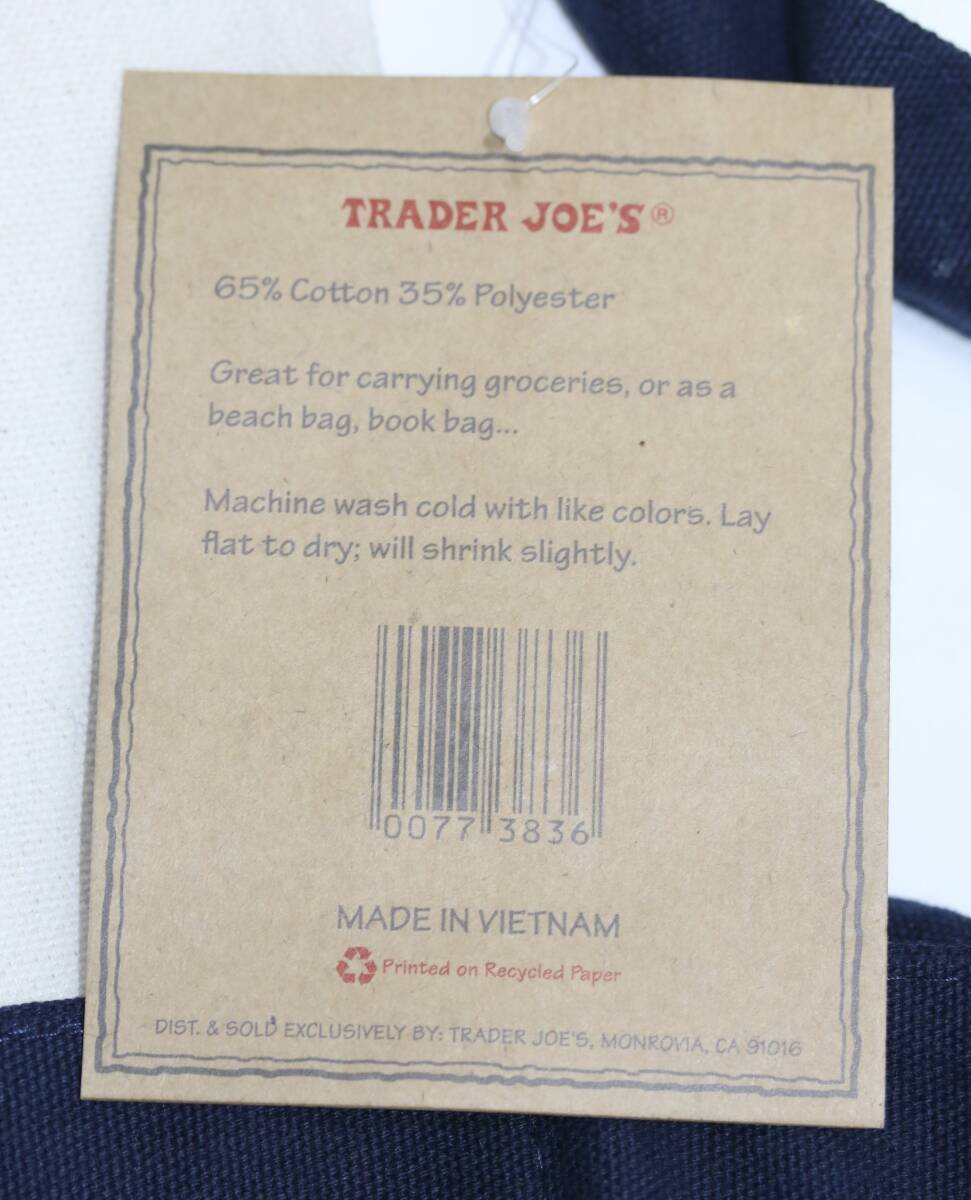 TRADER JOE'S®
65% Cotton 35% Polyester
Great for carrying groceries, or as a
beach bag, book bag...
Machine wash cold with like colors. Lay
flat to dry; will shrink slightly.
0077 3836
MADE IN VIETNAM
Printed on Recycled Paper
DIST. & SOLD EXCLUSIVELY BY: TRADER JOE'S, MONROVIA, CA 91016